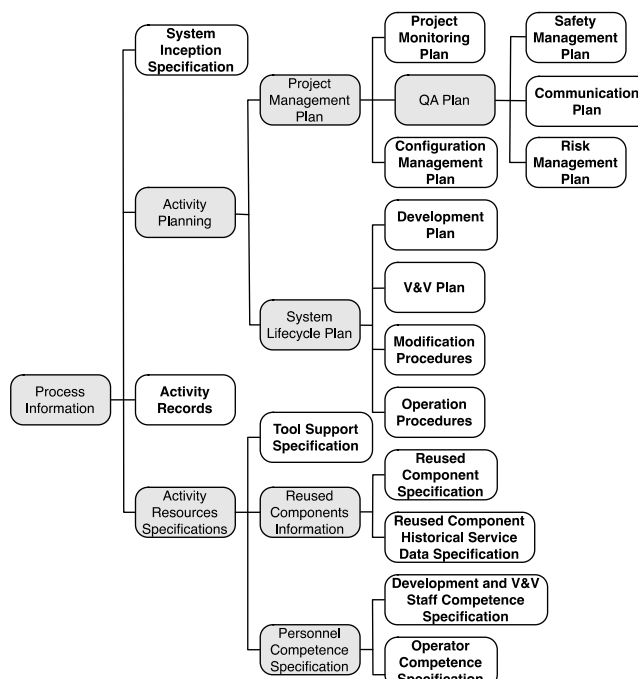 System
Inception
Specification
Project
Monitoring
Plan
Safety
Management
Plan
Project
Management
Plan
QA Plan
Communication
Plan
Configuration
Management
Plan
Risk
Management
Plan
Activity
Planning
Development
Plan
V&V Plan
System
Lifecycle Plan
Modification
Procedures
Process
Information
Activity
Records
Operation
Procedures
Tool Support
Specification
Activity
Resources
Specifications
Reused
Components
Information
Reused
Component
Specification
Reused Component
Historical Service
Data Specification
Development and V&V
Staff Competence
Specification
Personnel
Competence
Specification
Operator
Competence
Specification